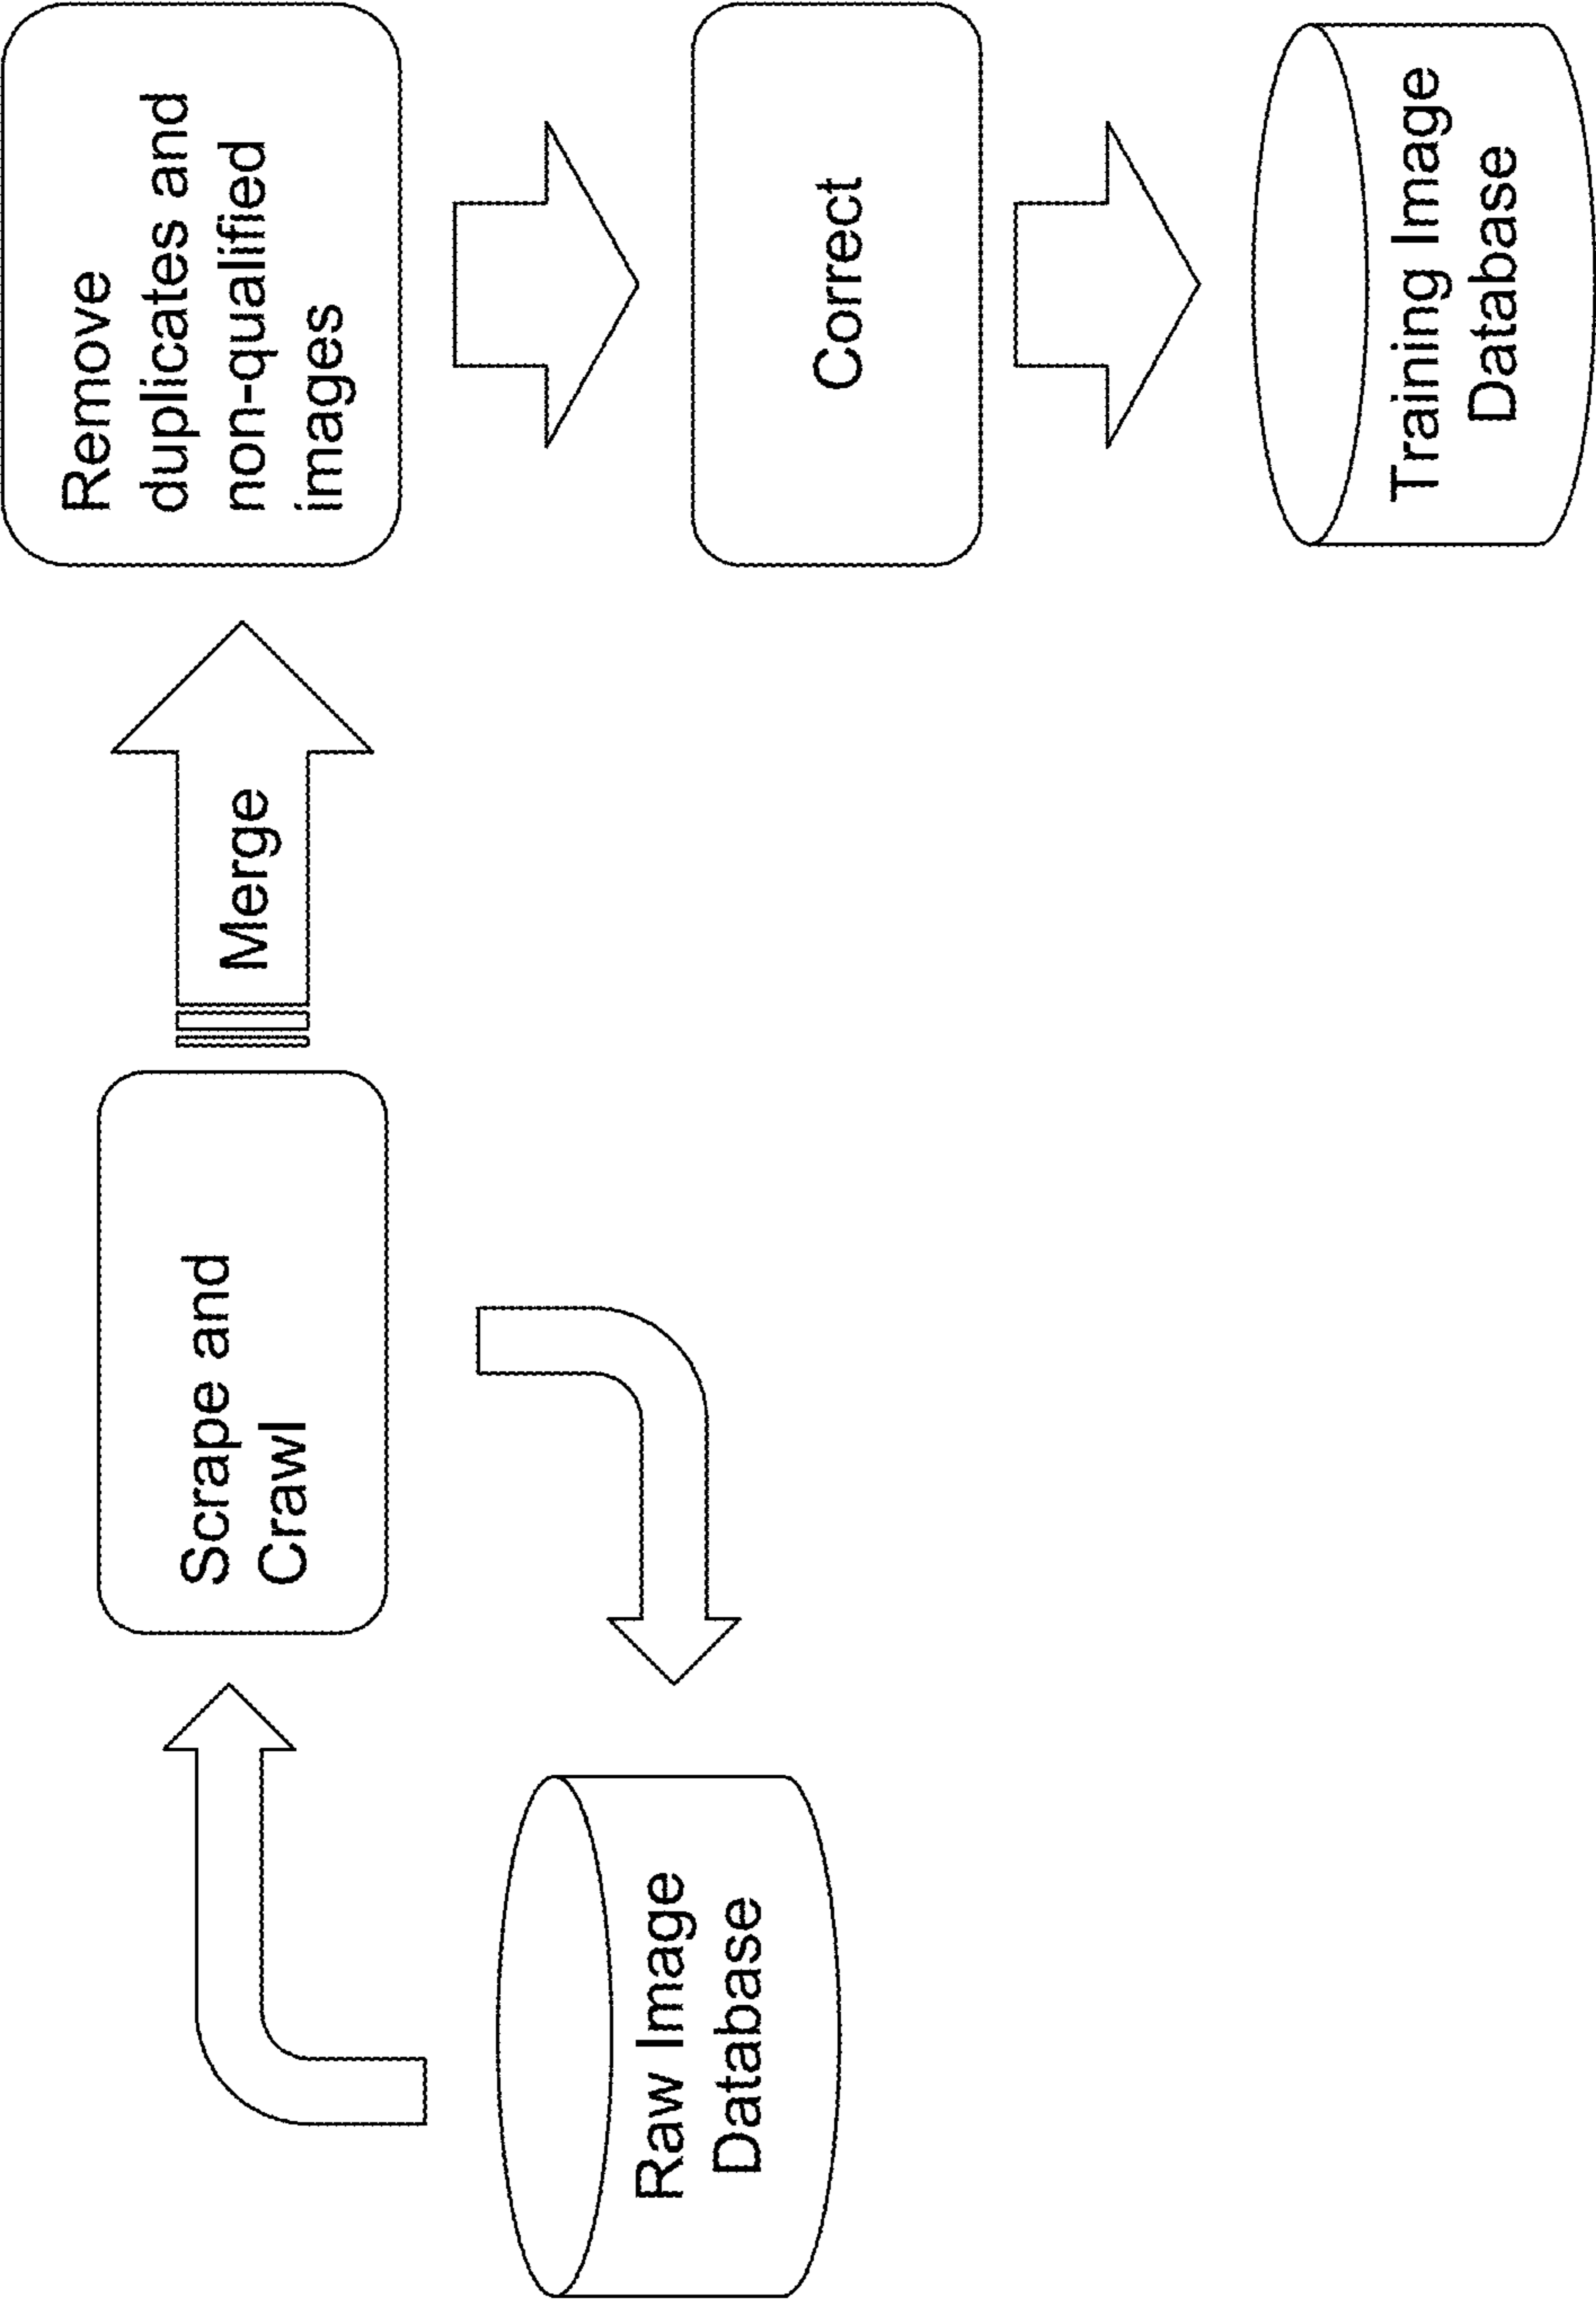 Raw Image
Database
Scrape and
Crawl
Merge
Remove
duplicates and
non-qualified
images
Correct
Training Image
Database